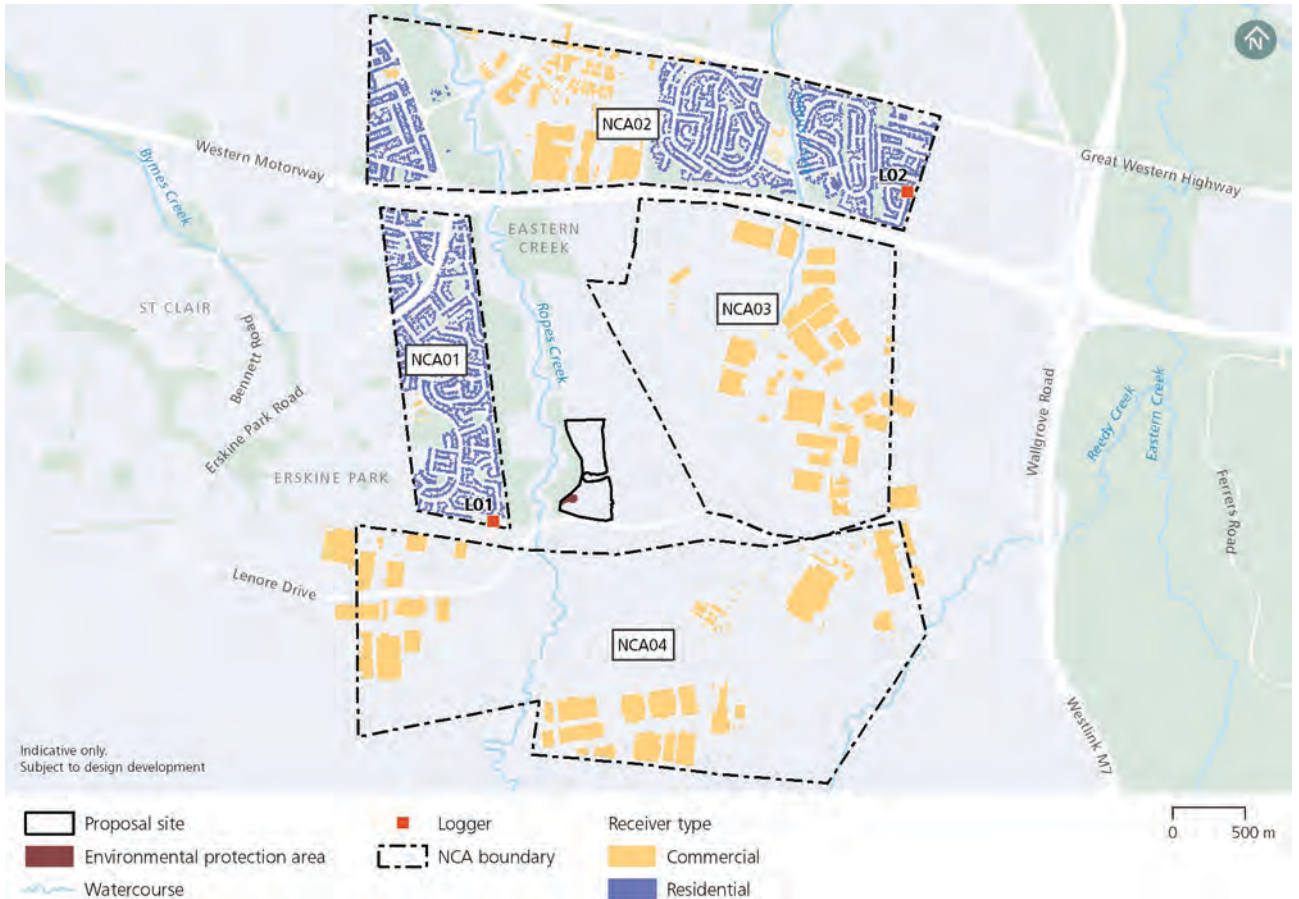 N
NCA02
Western Motorway
Byrnes Creek
L02
Great Western Highway
EASTERN
CREEK
ST CLAIR
Bennett Road
NCA01
NCA03
Ropes Creek
Wallgrove Road
Reedy Creek
Eastern Creek
Erskine Park Road
ERSKINE PARK
L01
Ferrers Road
Lenore Drive
NCA04
Westlink M7
Indicative only.
Subject to design development
Proposal site
Environmental protection area
Watercourse
Logger
NCA boundary
Receiver type
Commercial
Residential
0 500 m